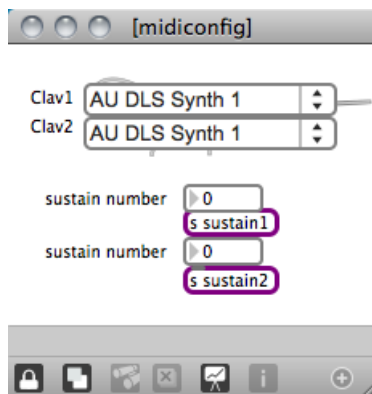 [midiconfig]
Clav1 AU DLS Synth 1
Clav2 AU DLS Synth 1
sustain number 0
s sustain1
sustain number 0
s sustain2